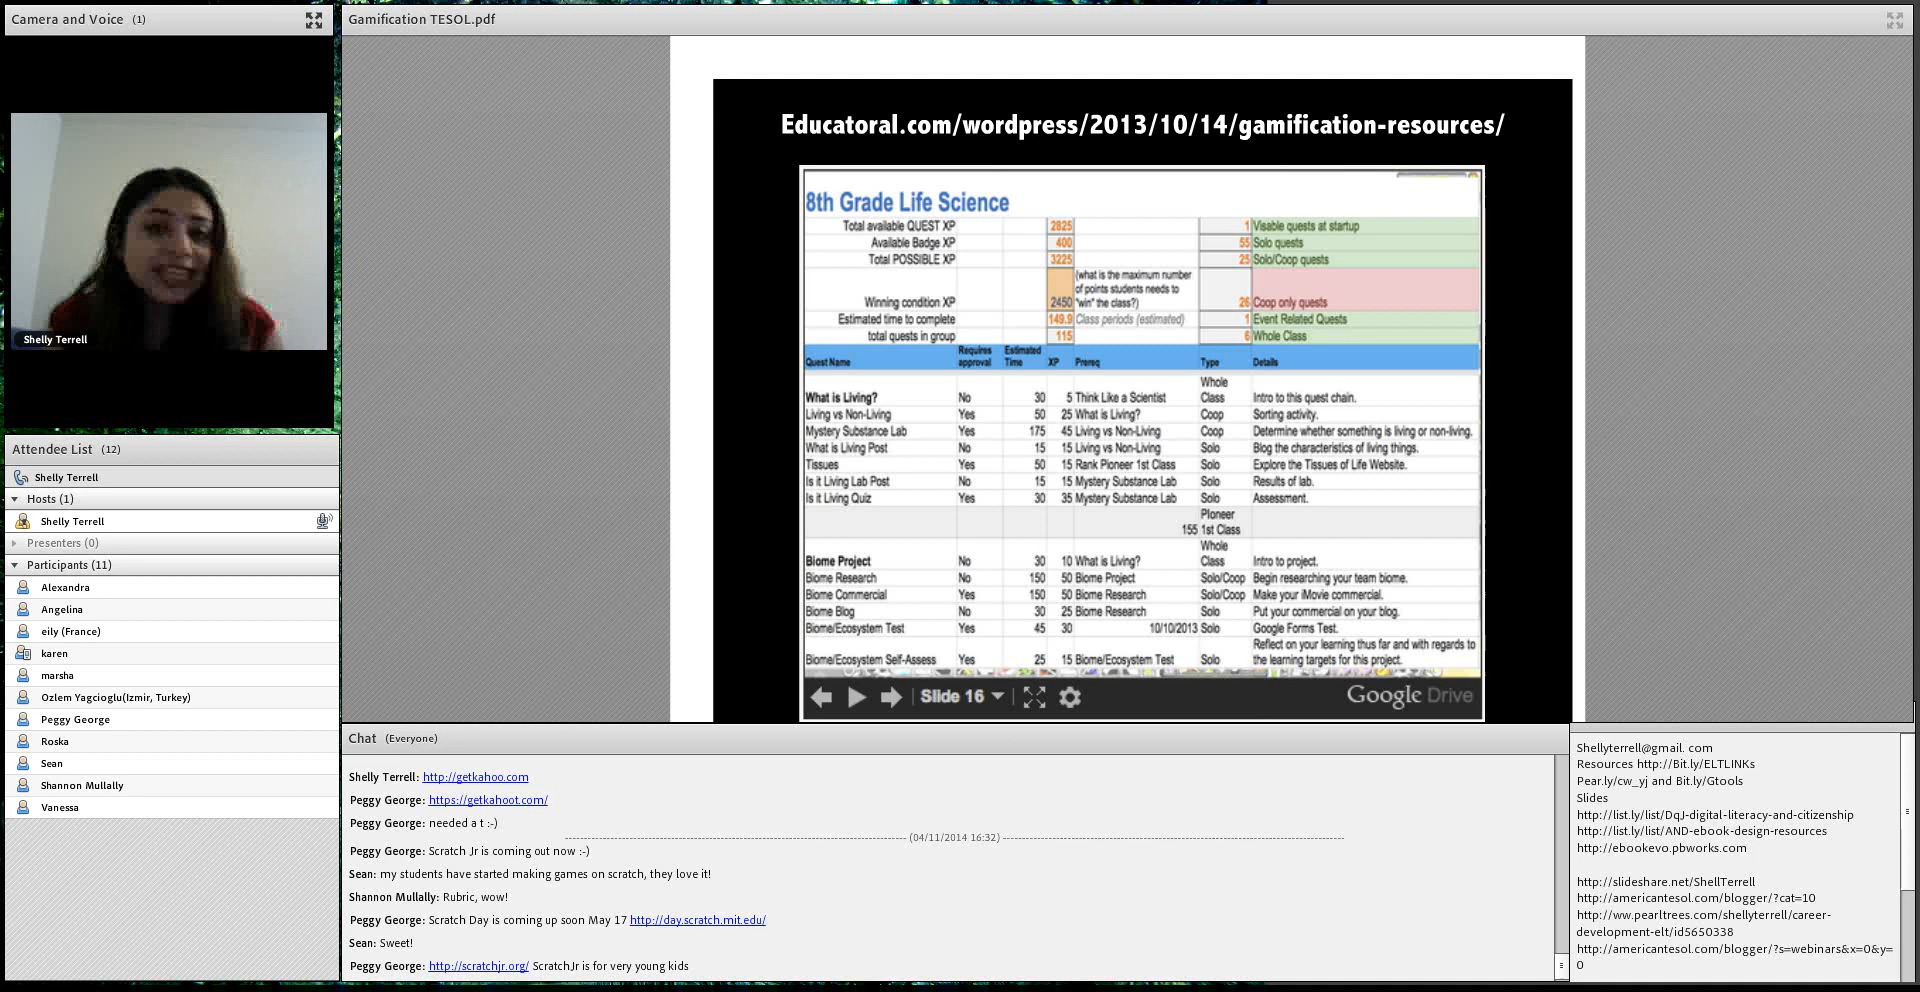 Camera and Voice (1)
Shelly Terrell
Attendee List (12)
Shelly Terrell
Hosts (1)
Shelly Terrell
Presenters (0)
Participants (11)
Alexandra
Angelina
eily (France)
karen
marsha
Ozlem Yagcioglu(Izmir, Turkey)
Peggy George
Roska
Sean
Shannon Mullally
Vanessa
Gamification TESOL.pdf
Educatoral.com/wordpress/2013/10/14/gamification-resources/
8th Grade Life Science
Total available QUEST XP 2825 1 Visable quests at startup
Available Badge XP 400 55 Solo quests
Total POSSIBLE XP 3225 25 Solo/Coop quests
Winning condition XP 2450 (what is the maximum number of points students needs to "win" the class?) 26 Coop only quests
Estimated time to complete 149.9 Class periods (estimated) 1 Event Related Quests
total quests in group 115 6 Whole Class
Quest Name Requires approval Estimated Time XP Prereq Type Details
What is Living? No 30 5 Think Like a Scientist Whole Class Intro to this quest chain.
Living vs Non-Living Yes 50 25 What is Living? Coop Sorting activity.
Mystery Substance Lab Yes 175 45 Living vs Non-Living Coop Determine whether something is living or non-living.
What is Living Post No 15 15 Living vs Non-Living Solo Blog the characteristics of living things.
Tissues Yes 50 15 Rank Pioneer 1st Class Solo Explore the Tissues of Life Website.
Is it Living Lab Post No 15 15 Mystery Substance Lab Solo Results of lab.
Is it Living Quiz Yes 30 35 Mystery Substance Lab Solo Assessment.
155 Pioneer 1st Class
Biome Project No 30 10 What is Living? Whole Class Intro to project.
Biome Research No 150 50 Biome Project Solo/Coop Begin researching your team biome.
Biome Commercial Yes 150 50 Biome Research Solo/Coop Make your iMovie commercial.
Biome Blog No 30 25 Biome Research Solo Put your commercial on your blog.
Biome/Ecosystem Test Yes 45 30 10/10/2013 Solo Google Forms Test.
Biome/Ecosystem Self-Assess Yes 25 15 Biome/Ecosystem Test Solo Reflect on your learning thus far and with regards to the learning targets for this project.
Slide 16
Google Drive
Chat (Everyone)
Shelly Terrell: http://getkahoo.com
Peggy George: https://getkahoot.com/
Peggy George: needed a t :-)
(04/11/2014 16:32)
Peggy George: Scratch Jr is coming out now :-)
Sean: my students have started making games on scratch, they love it!
Shannon Mullally: Rubric, wow!
Peggy George: Scratch Day is coming up soon May 17 http://day.scratch.mit.edu/
Sean: Sweet!
Peggy George: http://scratchjr.org/ ScratchJr is for very young kids
Shellyterrell@gmail. com
Resources http://Bit.ly/ELTLINKs
Pear.ly/cw_yj and Bit.ly/Gtools
Slides
http://list.ly/list/DqJ-digital-literacy-and-citizenship
http://list.ly/list/AND-ebook-design-resources
http://ebookevo.pbworks.com
http://slideshare.net/ShellTerrell
http://americantesol.com/blogger/?cat=10
http://ww.pearltrees.com/shellyterrell/career-
development-elt/id5650338
http://americantesol.com/blogger/?s=webinars&x=0&y=
0